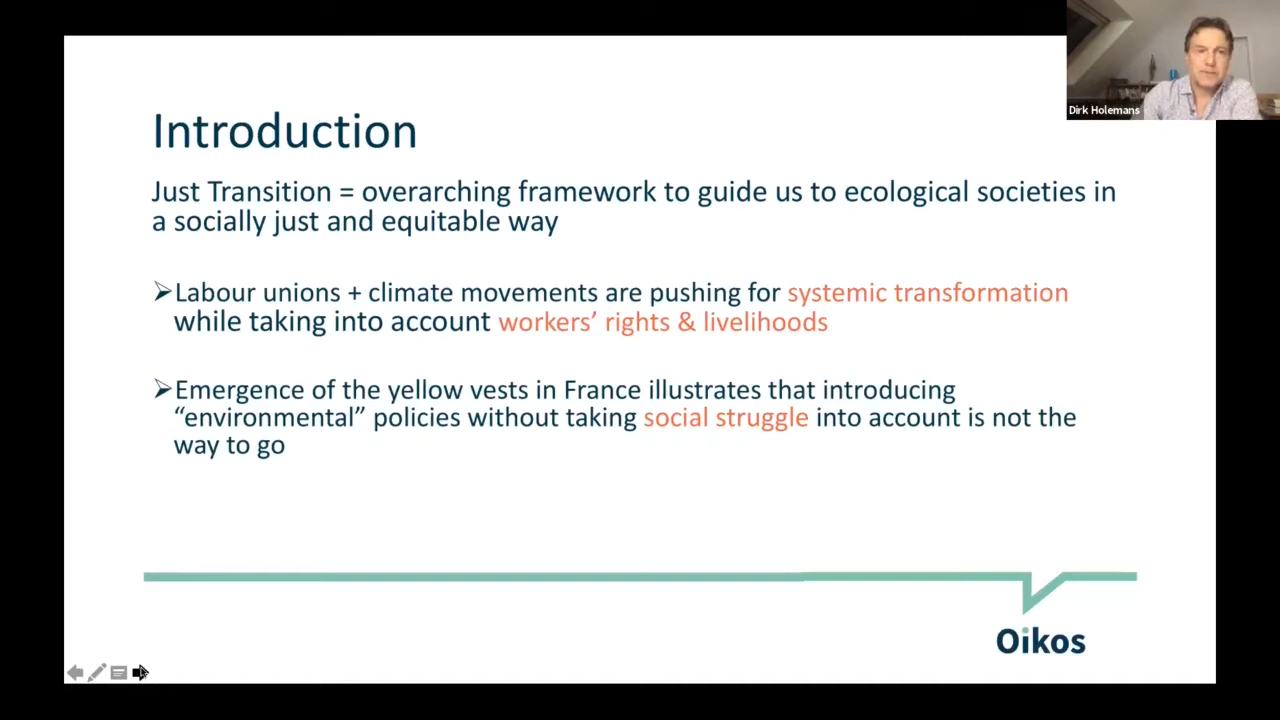 Dirk Holemans
Introduction
Just Transition = overarching framework to guide us to ecological societies in
a socially just and equitable way
➢Labour unions + climate movements are pushing for systemic transformation
while taking into account workers’ rights & livelihoods
➢Emergence of the yellow vests in France illustrates that introducing
“environmental” policies without taking social struggle into account is not the
way to go
Oikos